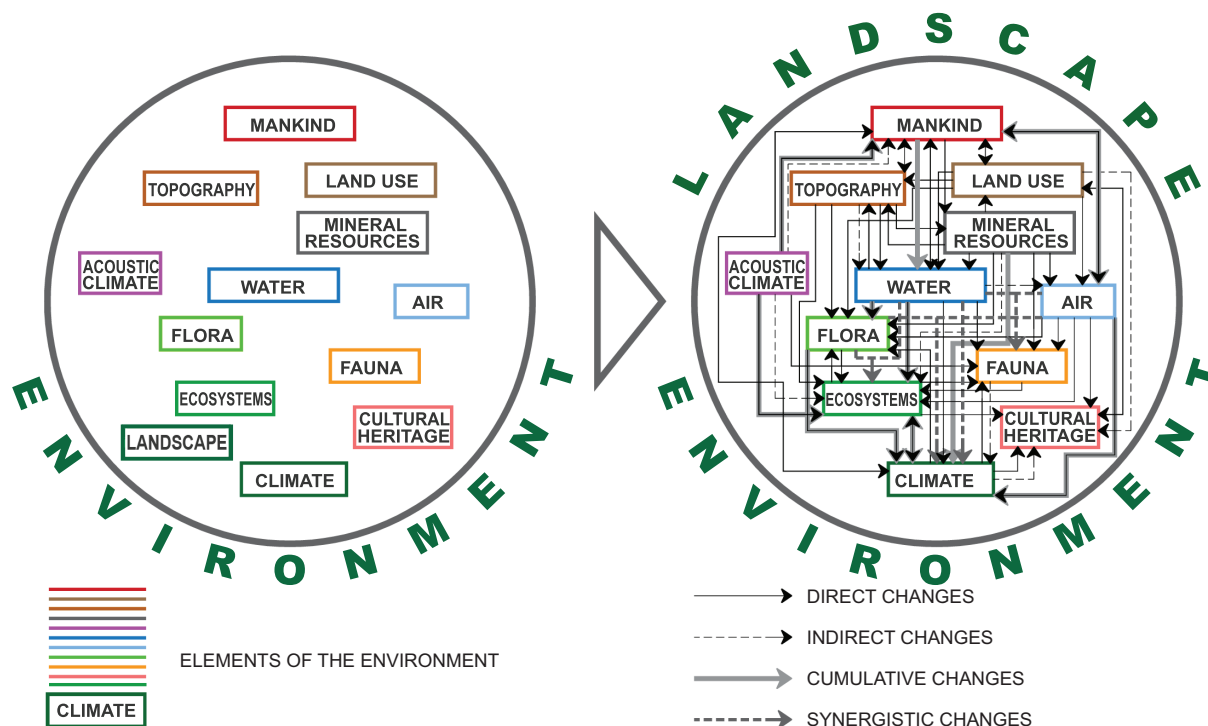 MANKIND
TOPOGRAPHY
LAND USE
MINERAL
RESOURCES
ACOUSTIC
CLIMATE
WATER
AIR
FLORA
FAUNA
ECOSYSTEMS
CULTURAL
HERITAGE
LANDSCAPE
CLIMATE
ENVIRONMENT
ELEMENTS OF THE ENVIRONMENT
CLIMATE
LANDSCAPE
MANKIND
TOPOGRAPHY
LAND USE
MINERAL
RESOURCES
ACOUSTIC
CLIMATE
WATER
AIR
FLORA
FAUNA
ECOSYSTEMS
CULTURAL
HERITAGE
CLIMATE
ENVIRONMENT
DIRECT CHANGES
INDIRECT CHANGES
CUMULATIVE CHANGES
SYNERGISTIC CHANGES